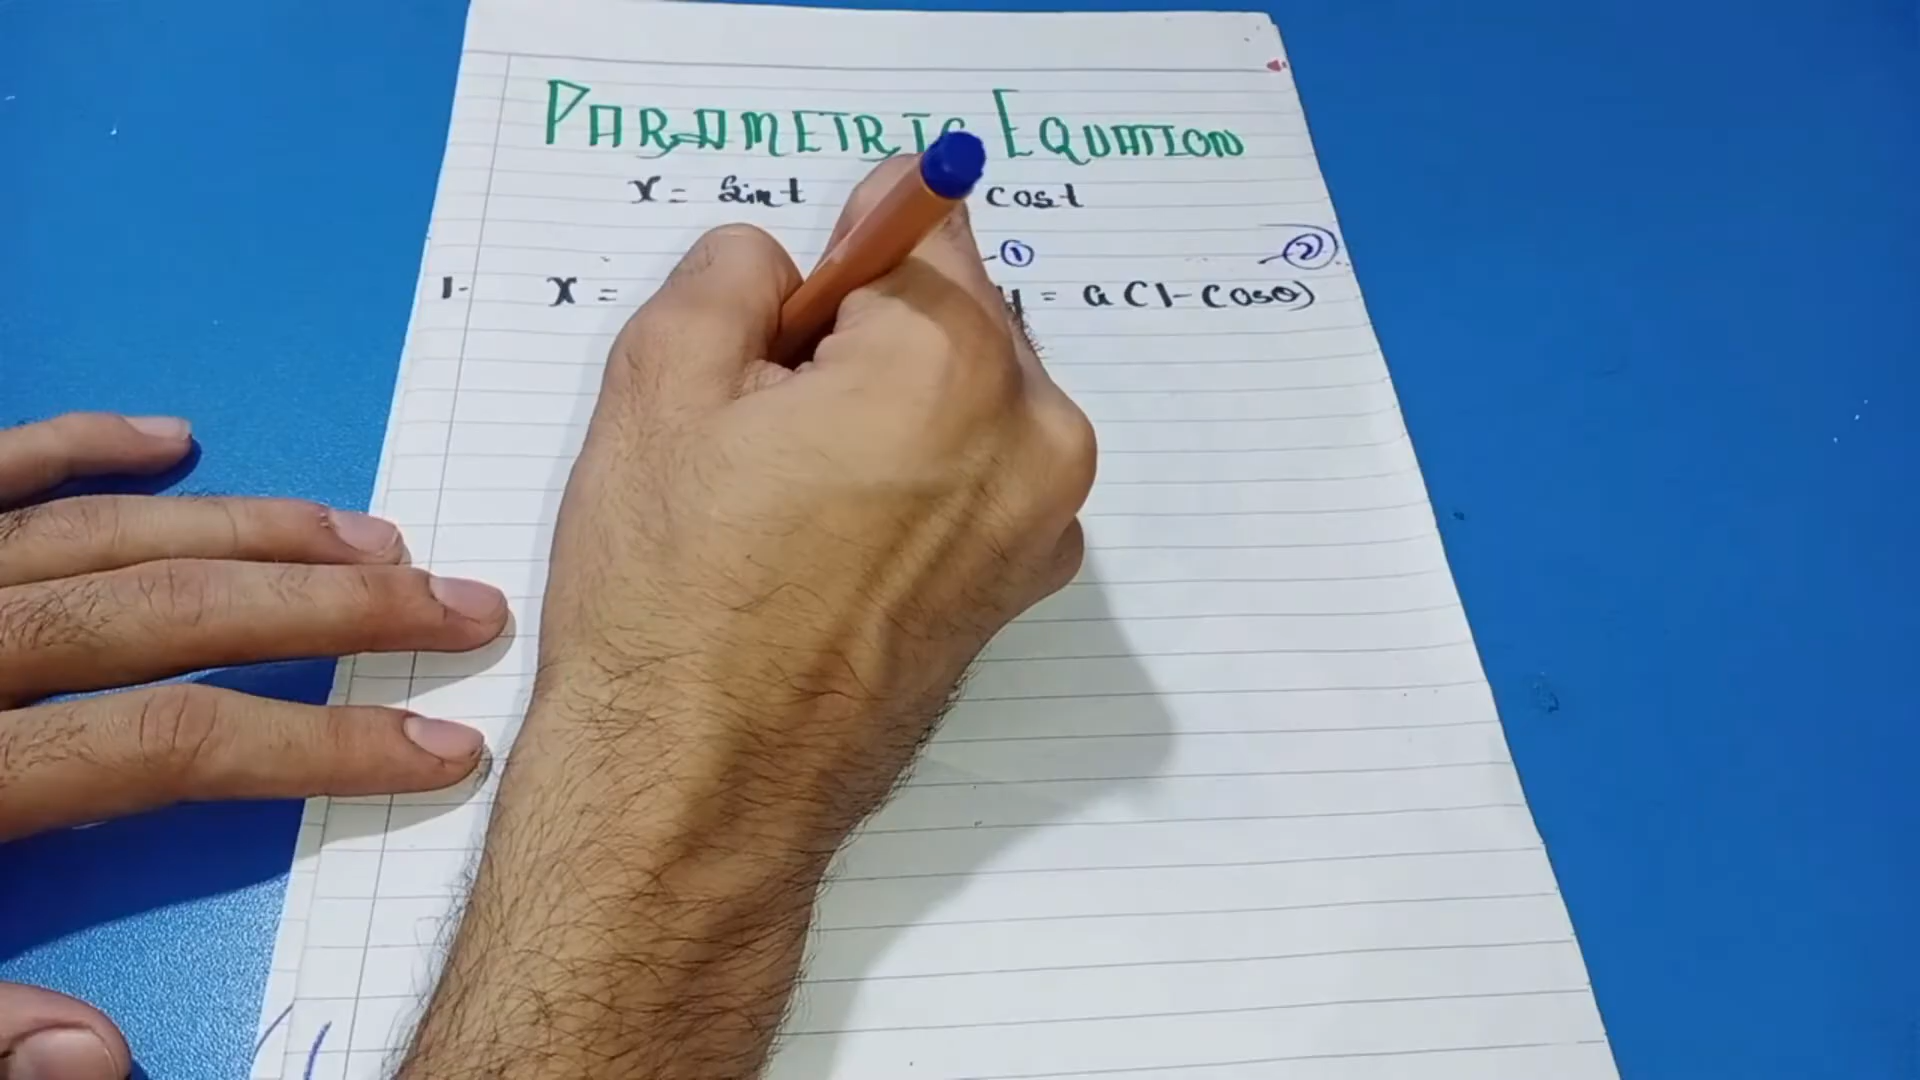 PARAMETRIC EQUATION
x = Sint cost
① ②
1- x = y = a (1- Cosθ)